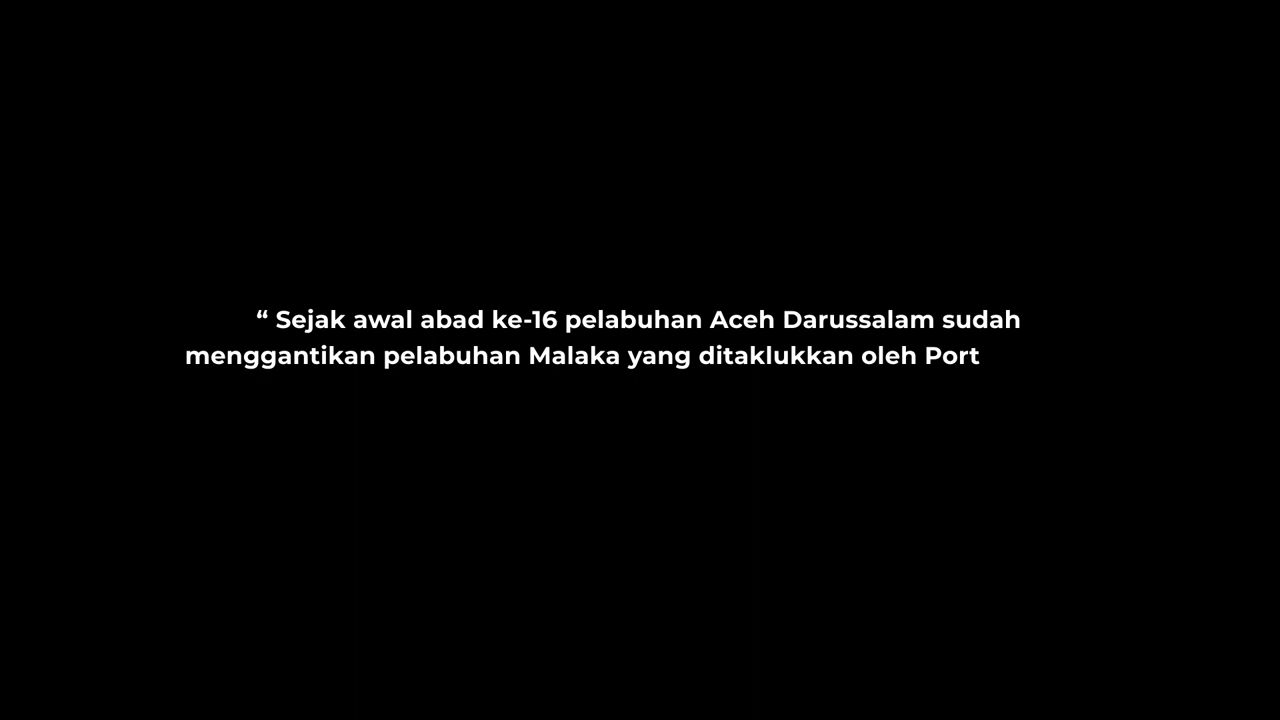 “ Sejak awal abad ke-16 pelabuhan Aceh Darussalam sudah
menggantikan pelabuhan Malaka yang ditaklukkan oleh Port